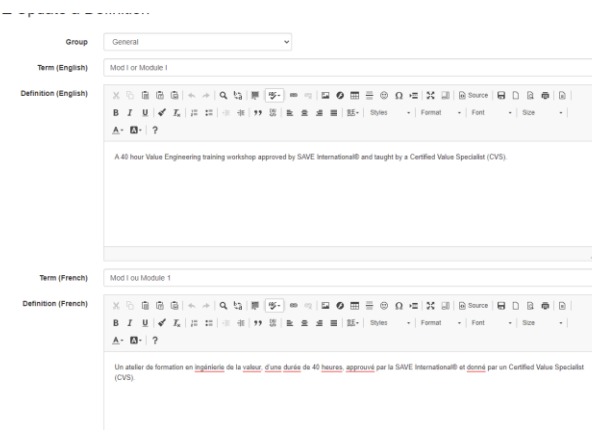 Update a Definition
Group General
Term (English) Mod I or Module I
Definition (English)
Source
B I U Styles Format Font Size
A A ?
A 40 hour Value Engineering training workshop approved by SAVE International® and taught by a Certified Value Specialist (CVS).
Term (French) Mod I ou Module 1
Definition (French)
Source
B I U Styles Format Font Size
A A ?
Un atelier de formation en ingénierie de la valeur, d'une durée de 40 heures, approuvé par la SAVE International® et donné par un Certified Value Specialist
(CVS).